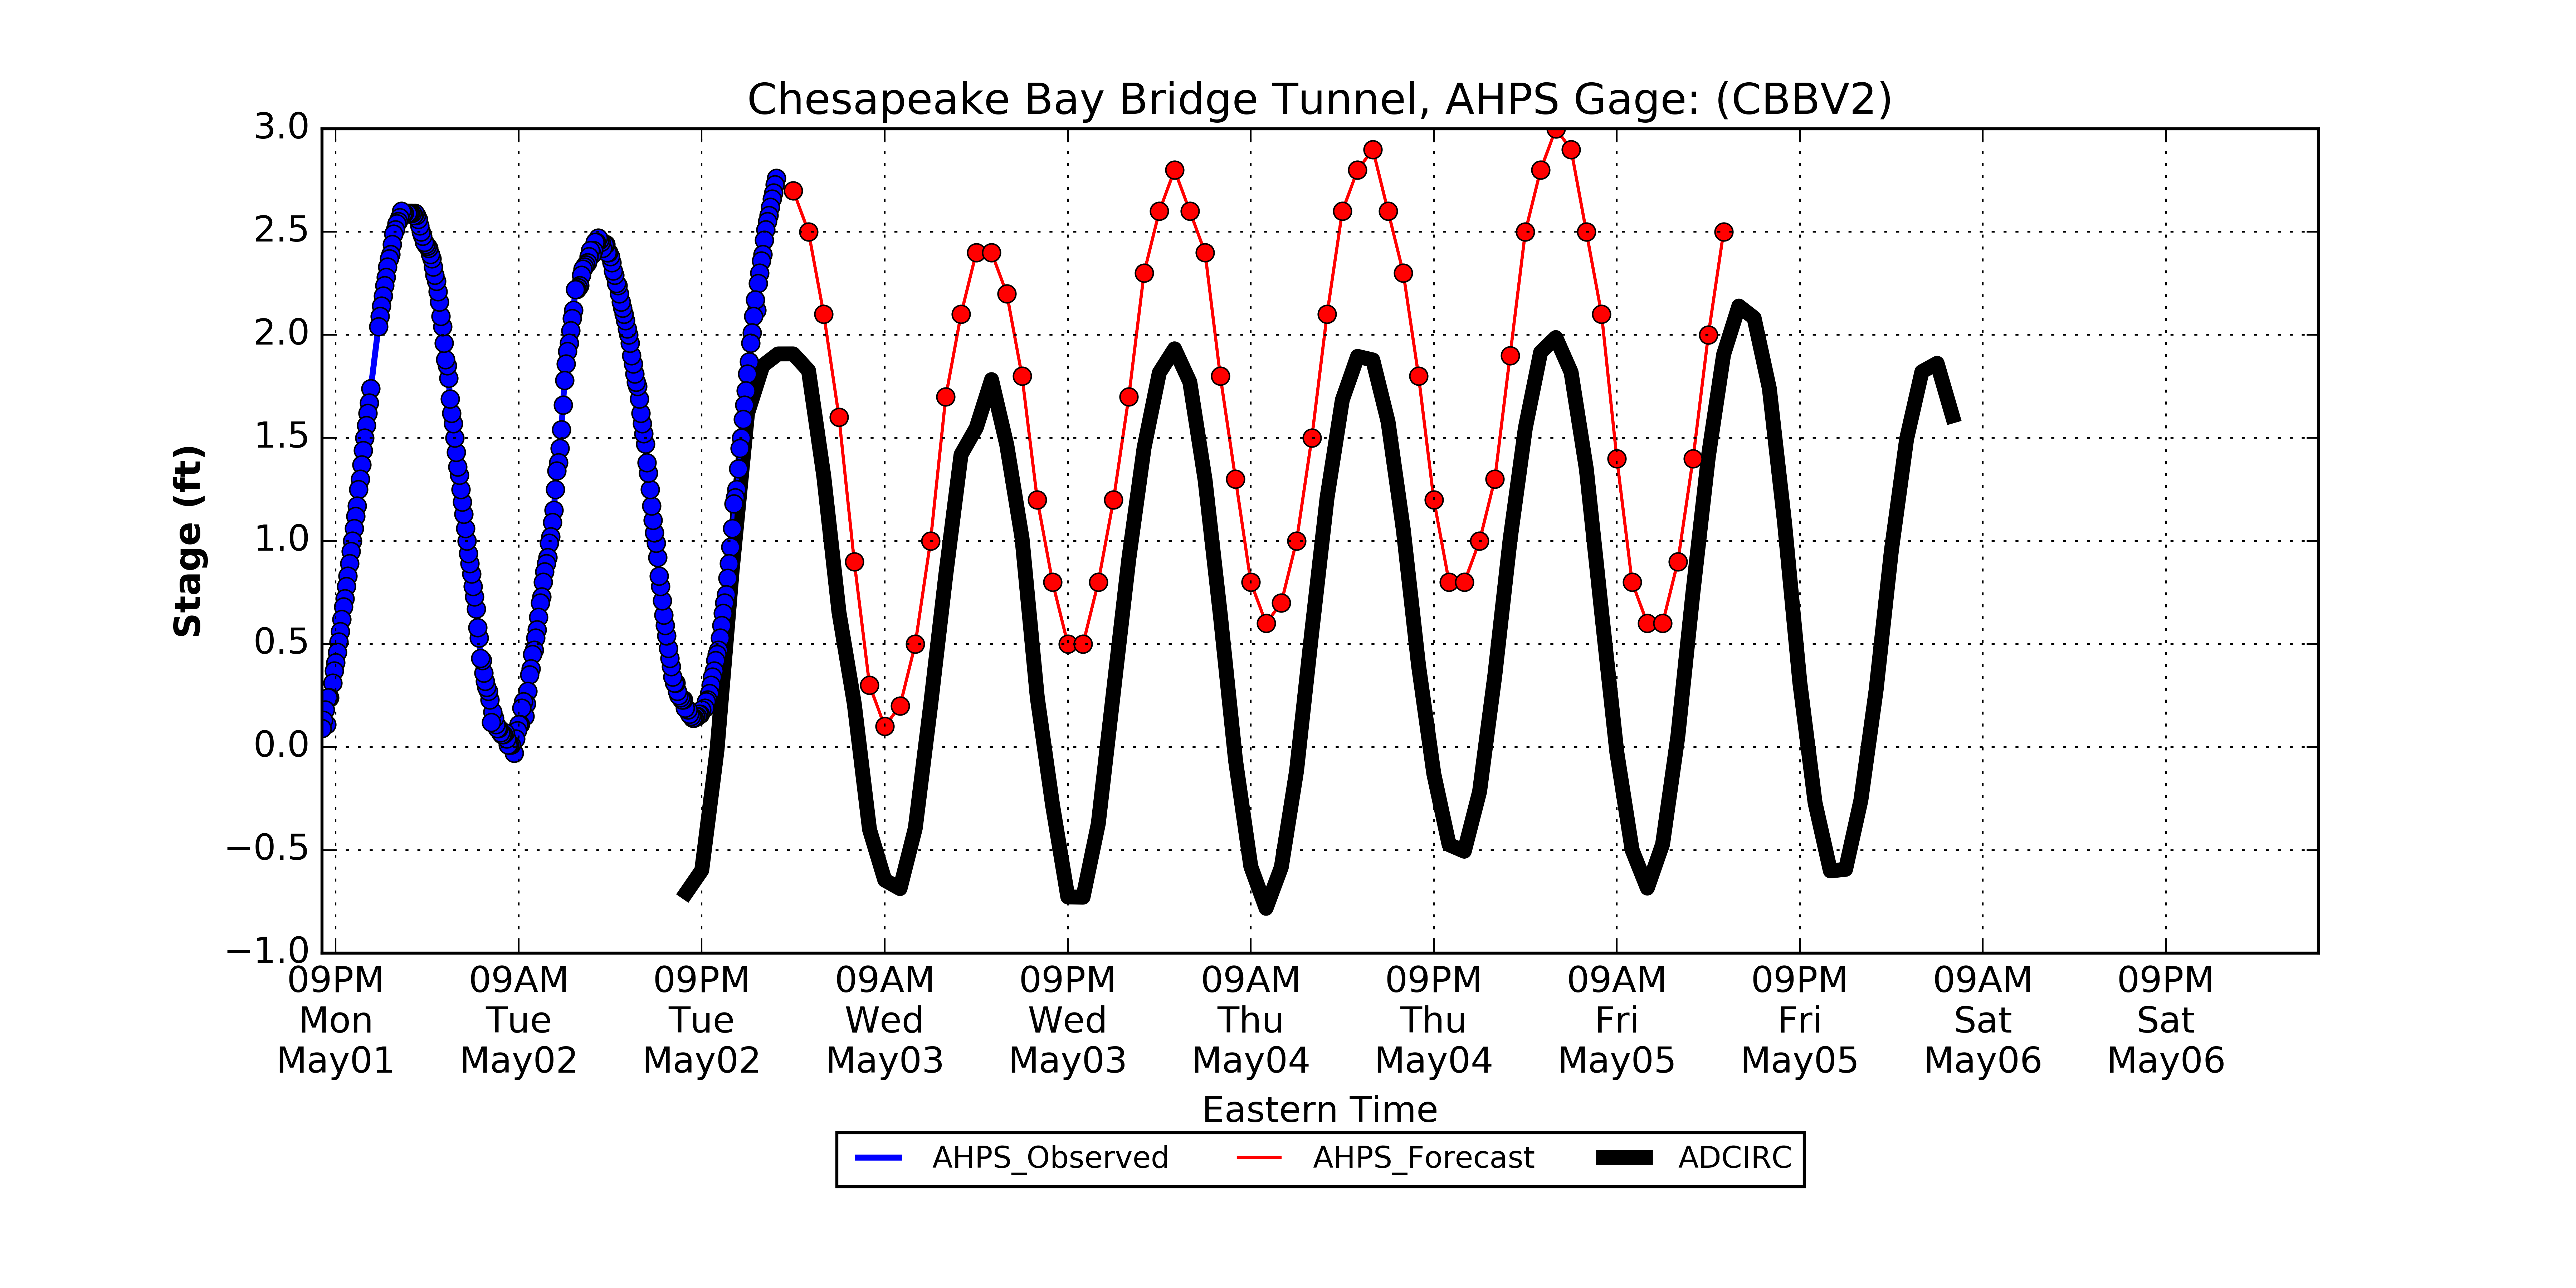 Chesapeake Bay Bridge Tunnel, AHPS Gage: (CBBV2)
Stage (ft)
3.0
2.5
2.0
1.5
1.0
0.5
0.0
−0.5
−1.0
09PM 09AM 09PM 09AM 09PM 09AM 09PM 09AM 09PM 09AM 09PM
Mon Tue Tue Wed Wed Thu Thu Fri Fri Sat Sat
May01 May02 May02 May03 May03 May04 May04 May05 May05 May06 May06
Eastern Time
AHPS_Observed AHPS_Forecast ADCIRC